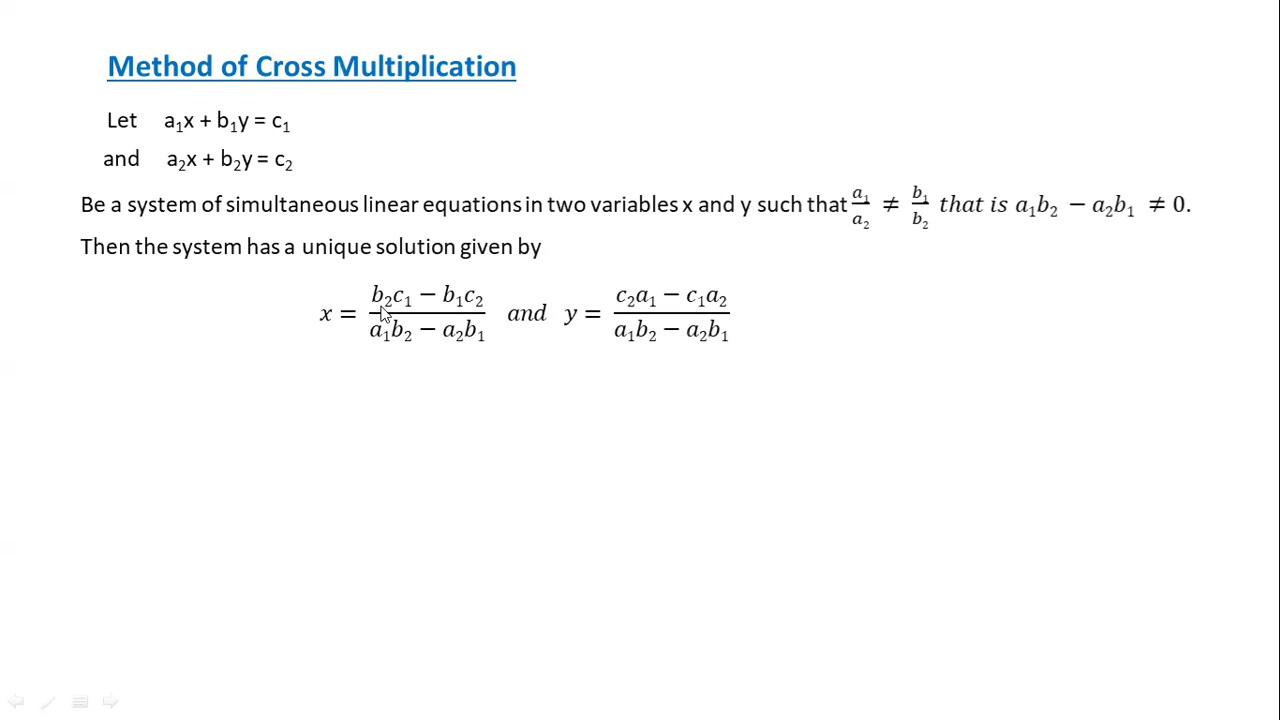 Method of Cross Multiplication
Let a₁x + b₁y = c₁
and a₂x + b₂y = c₂
Be a system of simultaneous linear equations in two variables x and y such that a₁/a₂ ≠ b₁/b₂ that is a₁b₂ − a₂b₁ ≠ 0.
Then the system has a unique solution given by
x = (b₂c₁ − b₁c₂)/(a₁b₂ − a₂b₁) and y = (c₂a₁ − c₁a₂)/(a₁b₂ − a₂b₁)